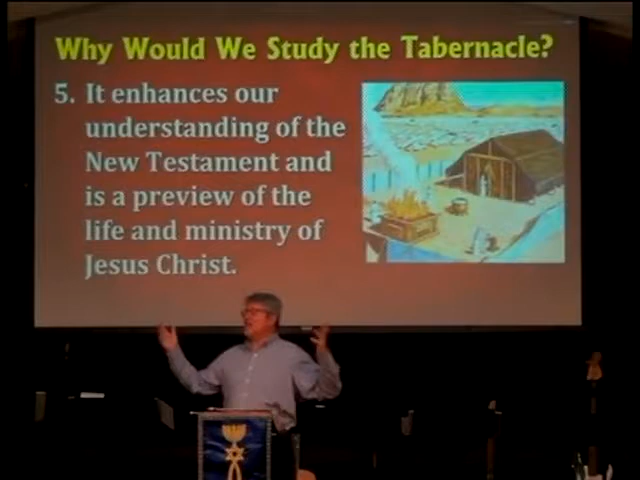 Why Would We Study the Tabernacle?
5. It enhances our
understanding of the
New Testament and
is a preview of the
life and ministry of
Jesus Christ.